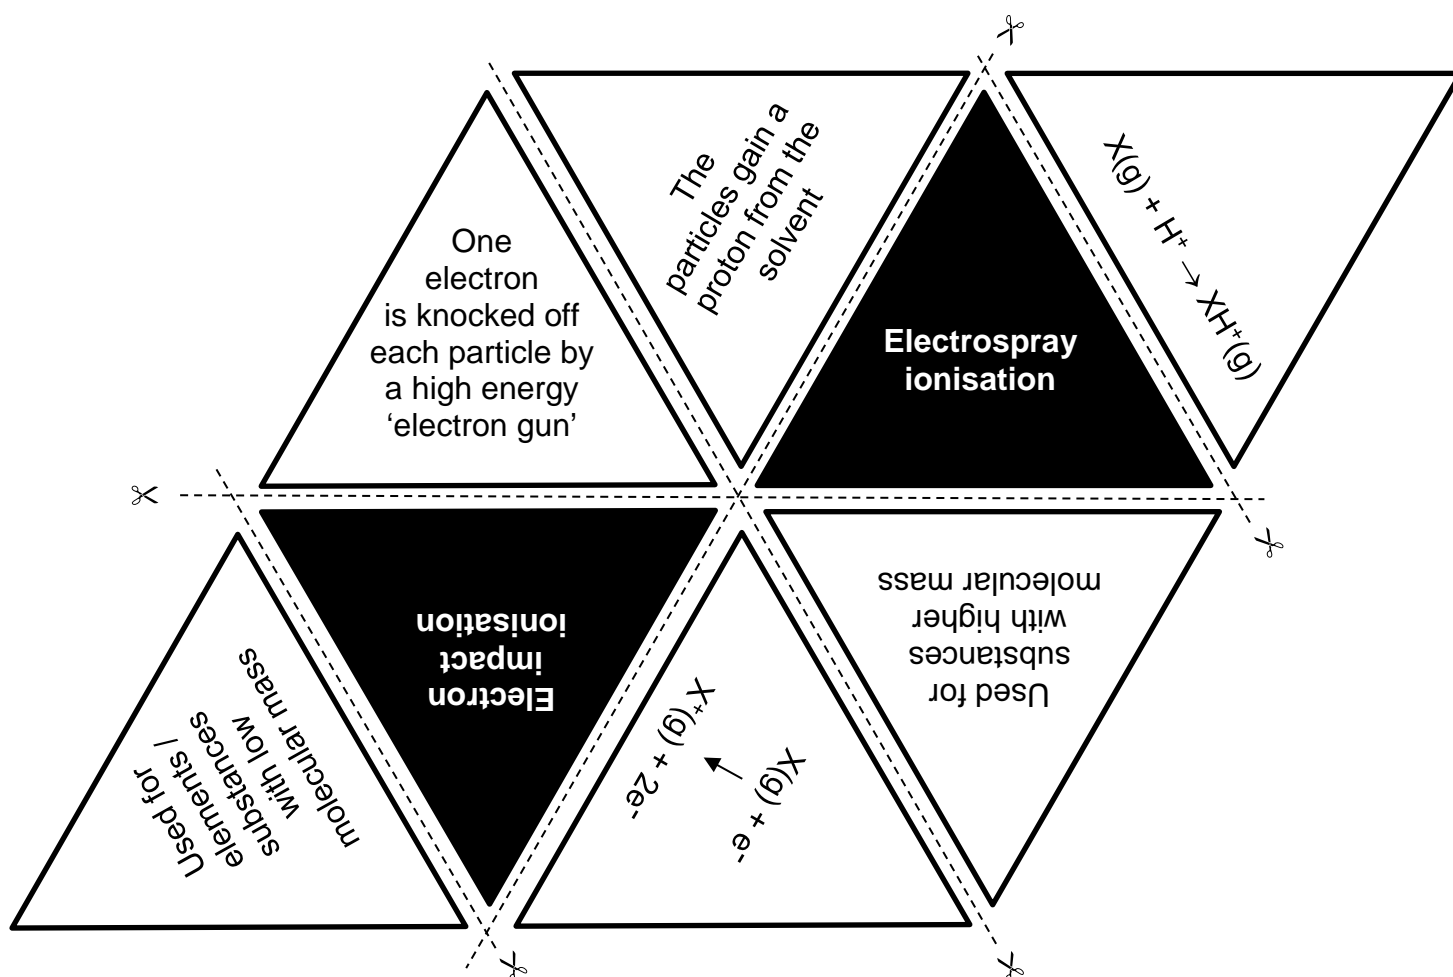 The
particles gain a
proton from the
solvent
X(g) + H⁺ → XH⁺(g)
One
electron
is knocked off
each particle by
a high energy
‘electron gun’
Electrospray
ionisation
Used for
elements /
substances
with low
molecular mass
Electron
impact
ionisation
X(g) + e⁻
→
X⁺(g) + 2e⁻
Used for
substances
with higher
molecular mass